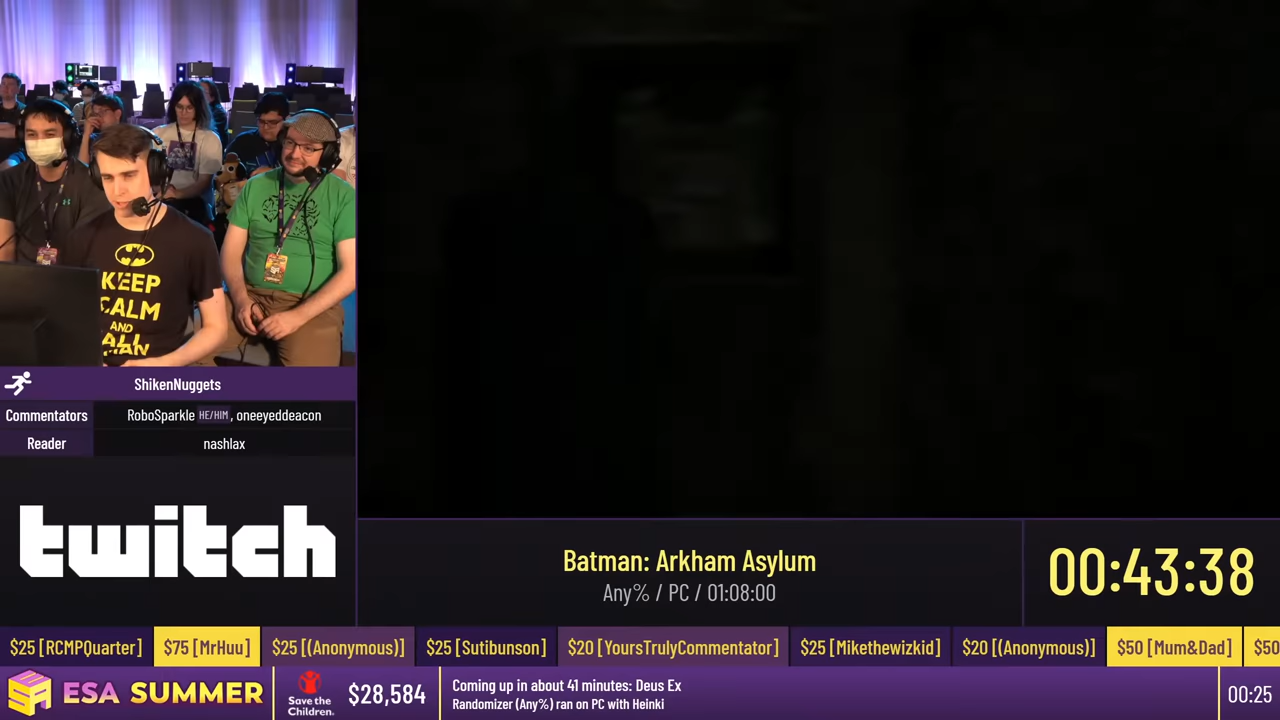 KEEP
CALM
AND
ShikenNuggets
Commentators
RoboSparkle HE/HIM, oneeyeddeacon
Reader
nashlax
twitch
Batman: Arkham Asylum
Any% / PC / 01:08:00
00:43:38
$25 [RCMPQuarter]
$75 [MrHuu]
$25 [(Anonymous)]
$25 [Sutibunson]
$20 [YoursTrulyCommentator]
$25 [Mikethewizkid]
$20 [(Anonymous)]
$50 [Mum&Dad]
$50
ESA SUMMER
Save the
Children.
$28,584
Coming up in about 41 minutes: Deus Ex
Randomizer (Any%) ran on PC with Heinki
00:25